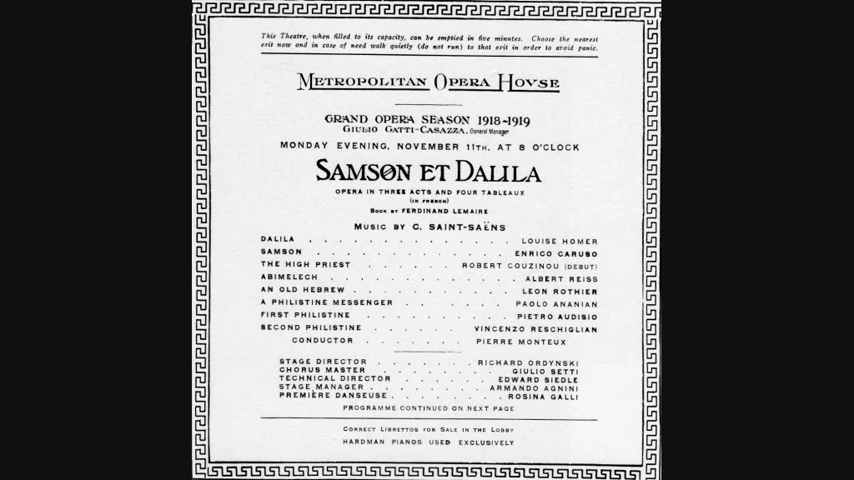 This Theatre, when filled to its capacity, can be emptied in five minutes. Choose the nearest
exit now and in case of need walk quietly (do not run) to that exit in order to avoid panic.
METROPOLITAN OPERA HOVSE
GRAND OPERA SEASON 1918-1919
GIULIO GATTI-CASAZZA, General Manager
MONDAY EVENING, NOVEMBER 11TH, AT 8 O'CLOCK
SAMSON ET DALILA
OPERA IN THREE ACTS AND FOUR TABLEAUX
(IN FRENCH)
BOOK BY FERDINAND LEMAIRE
MUSIC BY C. SAINT-SAËNS
DALILA . . . . . . . . . . . . LOUISE HOMER
SAMSON . . . . . . . . . . . . ENRICO CARUSO
THE HIGH PRIEST . . . . . . ROBERT COUZINOU (DEBUT)
ABIMELECH . . . . . . . . . . . ALBERT REISS
AN OLD HEBREW . . . . . . . . . . LEON ROTHIER
A PHILISTINE MESSENGER . . . . . . PAOLO ANANIAN
FIRST PHILISTINE . . . . . . . . . PIETRO AUDISIO
SECOND PHILISTINE . . . . . . VINCENZO RESCHIGLIAN
CONDUCTOR . . . . . . . PIERRE MONTEUX
STAGE DIRECTOR . . . . . . . RICHARD ORDYNSKI
CHORUS MASTER . . . . . . . . GIULIO SETTI
TECHNICAL DIRECTOR . . . . . . . EDWARD SIEDLE
STAGE MANAGER . . . . . . . . ARMANDO AGNINI
PREMIÈRE DANSEUSE . . . . . . . . ROSINA GALLI
PROGRAMME CONTINUED ON NEXT PAGE
CORRECT LIBRETTOS FOR SALE IN THE LOBBY
HARDMAN PIANOS USED EXCLUSIVELY